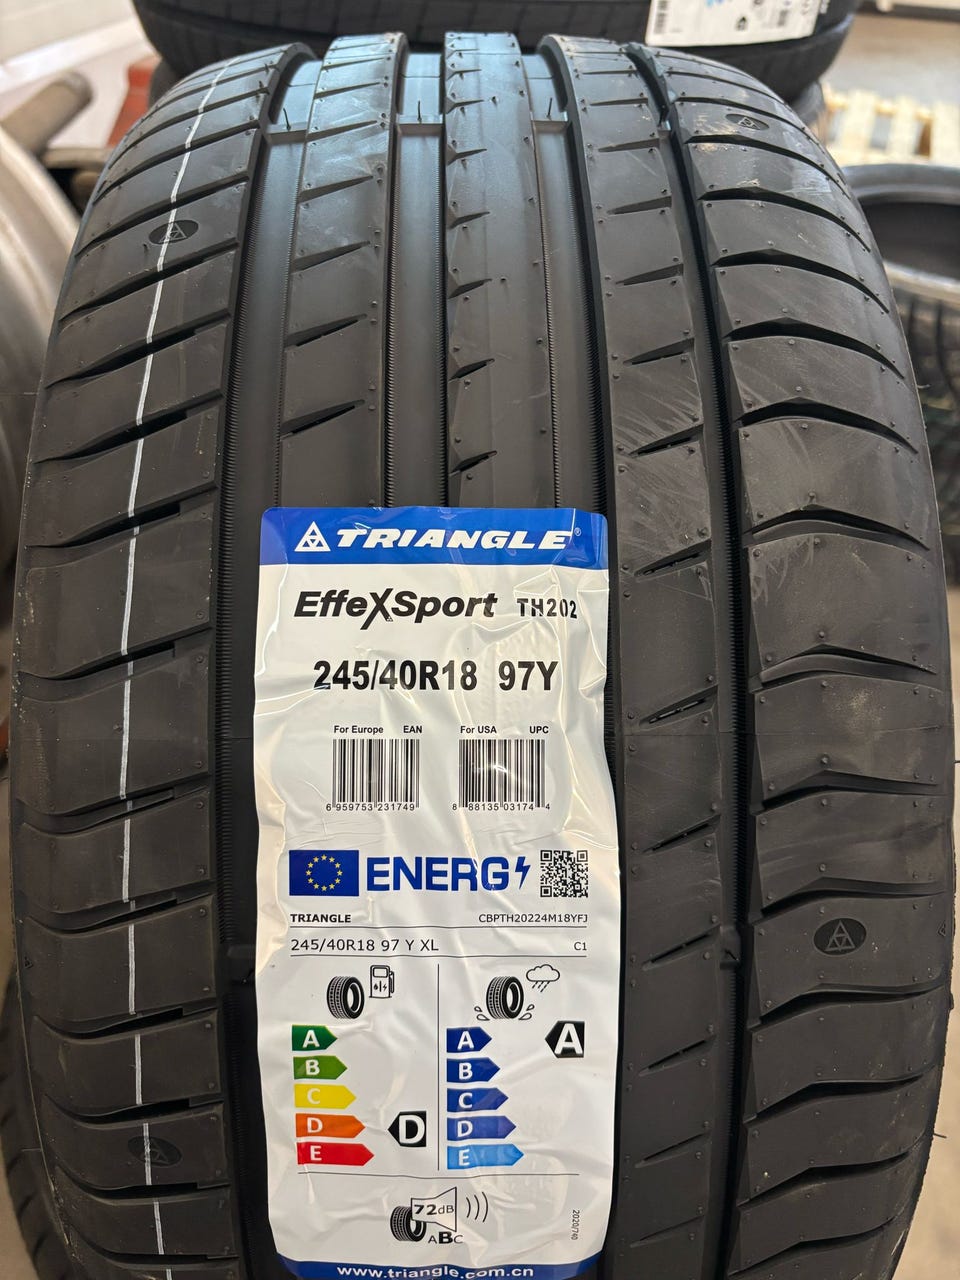 TRIANGLE®
EffeXSport TH202
245/40R18 97Y
For Europe EAN For USA UPC
6 959753 231749 8 88135 03174 4
ENERG
TRIANGLE CBPTH20224M18YFJ
245/40R18 97 Y XL C1
A A A
B B
C C
D D D
E E
72dB
ABC
2020/740
www.triangle.com.cn